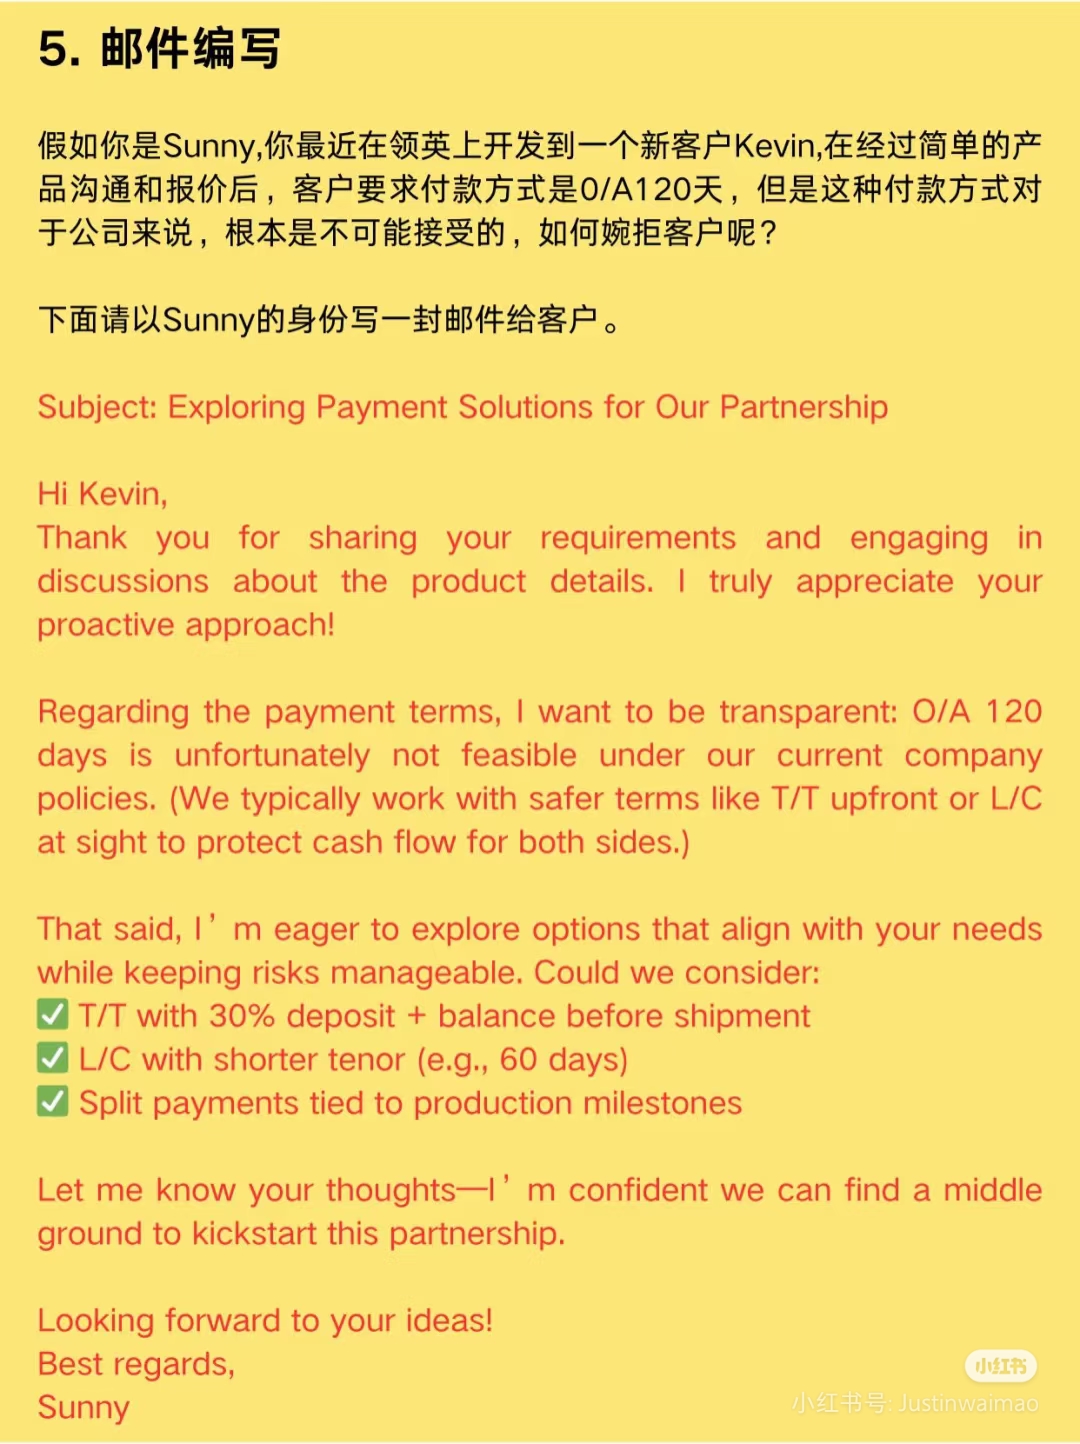 5. 邮件编写
假如你是Sunny,你最近在领英上开发到一个新客户Kevin,在经过简单的产
品沟通和报价后，客户要求付款方式是0/A120天，但是这种付款方式对
于公司来说，根本是不可能接受的，如何婉拒客户呢？
下面请以Sunny的身份写一封邮件给客户。
Subject: Exploring Payment Solutions for Our Partnership
Hi Kevin,
Thank you for sharing your requirements and engaging in
discussions about the product details. I truly appreciate your
proactive approach!
Regarding the payment terms, I want to be transparent: O/A 120
days is unfortunately not feasible under our current company
policies. (We typically work with safer terms like T/T upfront or L/C
at sight to protect cash flow for both sides.)
That said, I’m eager to explore options that align with your needs
while keeping risks manageable. Could we consider:
✅ T/T with 30% deposit + balance before shipment
✅ L/C with shorter tenor (e.g., 60 days)
✅ Split payments tied to production milestones
Let me know your thoughts—I’m confident we can find a middle
ground to kickstart this partnership.
Looking forward to your ideas!
Best regards,
Sunny
小红书
小红书号: Justinwaimao